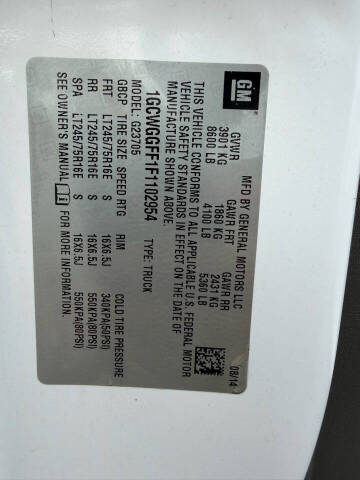 GM
MFD BY GENERAL MOTORS LLC
08/14
GVWR GAWR FRT GAWR RR
3901 KG 1860 KG 2431 KG
8600 LB 4100 LB 5360 LB
THIS VEHICLE CONFORMS TO ALL APPLICABLE U.S. FEDERAL MOTOR
VEHICLE SAFETY STANDARDS IN EFFECT ON THE DATE OF
MANUFACTURE SHOWN ABOVE.
1GCWGGFF1F1102954 TYPE: TRUCK
MODEL: G23705
GBCP TIRE SIZE SPEED RTG RIM COLD TIRE PRESSURE
FRT LT245/75R16E S 16X6.5J 340KPA(50PSI)
RR LT245/75R16E S 16X6.5J 550KPA(80PSI)
SPA LT245/75R16E S 16X6.5J 550KPA(80PSI)
SEE OWNER'S MANUAL